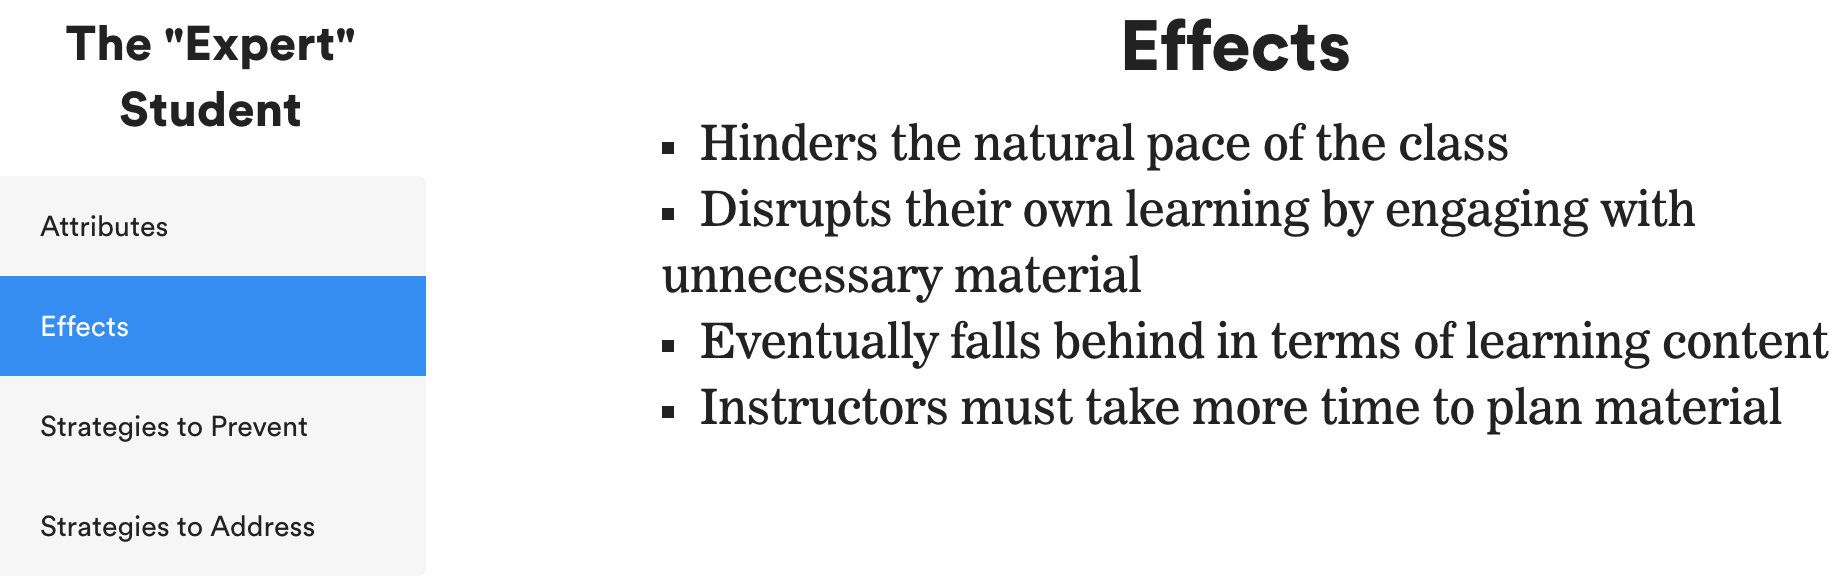 The "Expert"
Student
Attributes
Effects
Strategies to Prevent
Strategies to Address
Effects
▪ Hinders the natural pace of the class
▪ Disrupts their own learning by engaging with
unnecessary material
▪ Eventually falls behind in terms of learning content
▪ Instructors must take more time to plan material